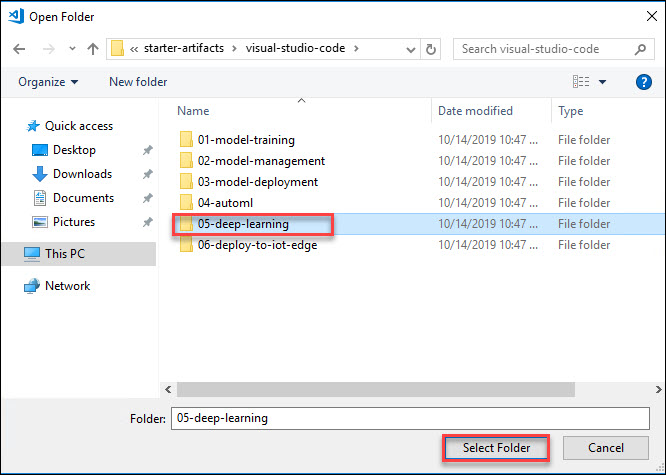 Open Folder
« starter-artifacts > visual-studio-code >
Search visual-studio-code
Organize
New folder
?
Name
Date modified
Type
Quick access
Desktop
Downloads
Documents
Pictures
This PC
Network
01-model-training 10/14/2019 10:47 ... File folder
02-model-management 10/14/2019 10:47 ... File folder
03-model-deployment 10/14/2019 10:47 ... File folder
04-automl 10/14/2019 10:47 ... File folder
05-deep-learning 10/14/2019 10:47 ... File folder
06-deploy-to-iot-edge 10/14/2019 10:47 ... File folder
Folder: 05-deep-learning
Select Folder
Cancel